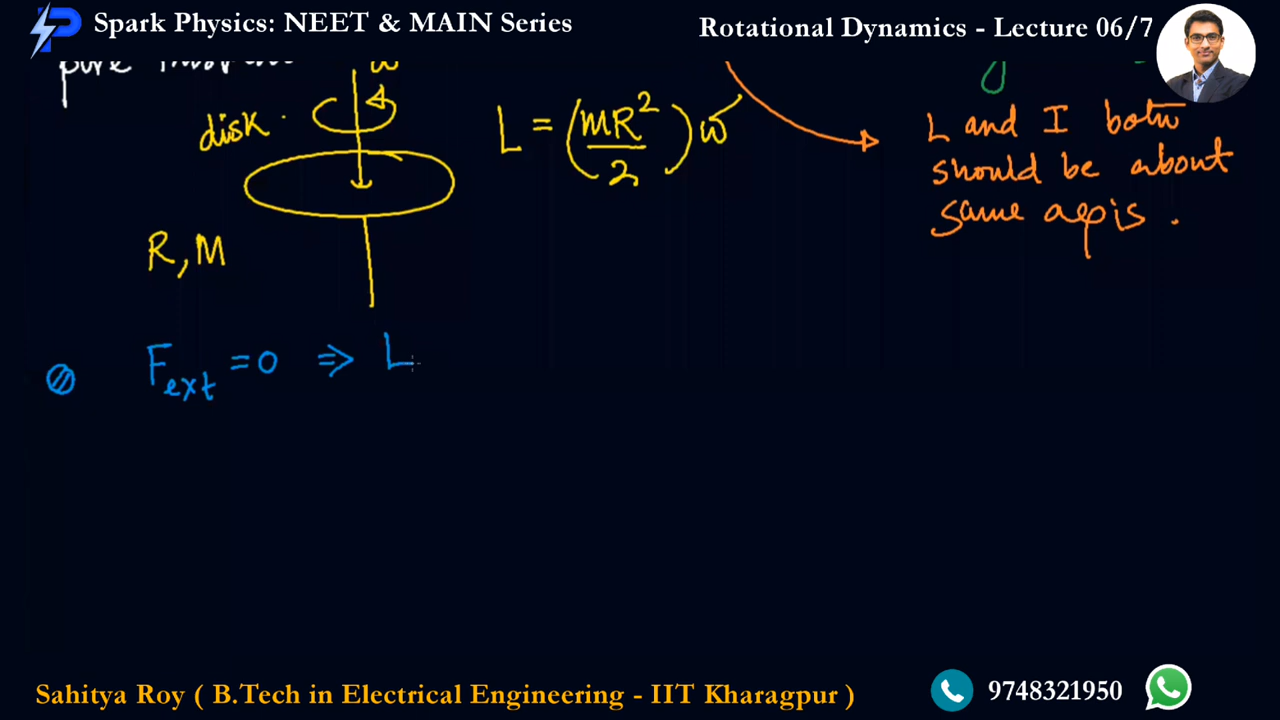 Spark Physics: NEET & MAIN Series
Rotational Dynamics - Lecture 06/7
pure
ω
disk.
L = (mR²/2) ω
L and I both
should be about
same axis.
R, M
F_ext = 0 ⇒ L
Sahitya Roy ( B.Tech in Electrical Engineering - IIT Kharagpur )
9748321950